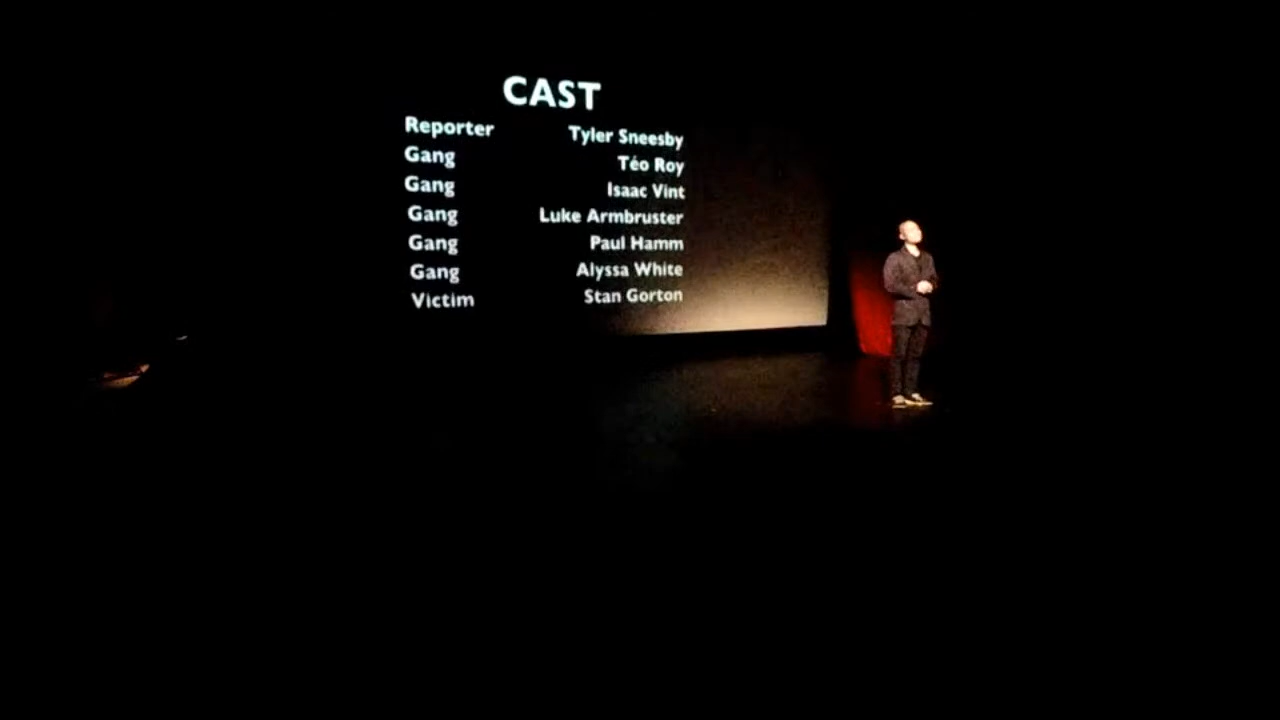 CAST
Reporter Tyler Sneesby
Gang Téo Roy
Gang Isaac Vint
Gang Luke Armbruster
Gang Paul Hamm
Gang Alyssa White
Victim Stan Gorton